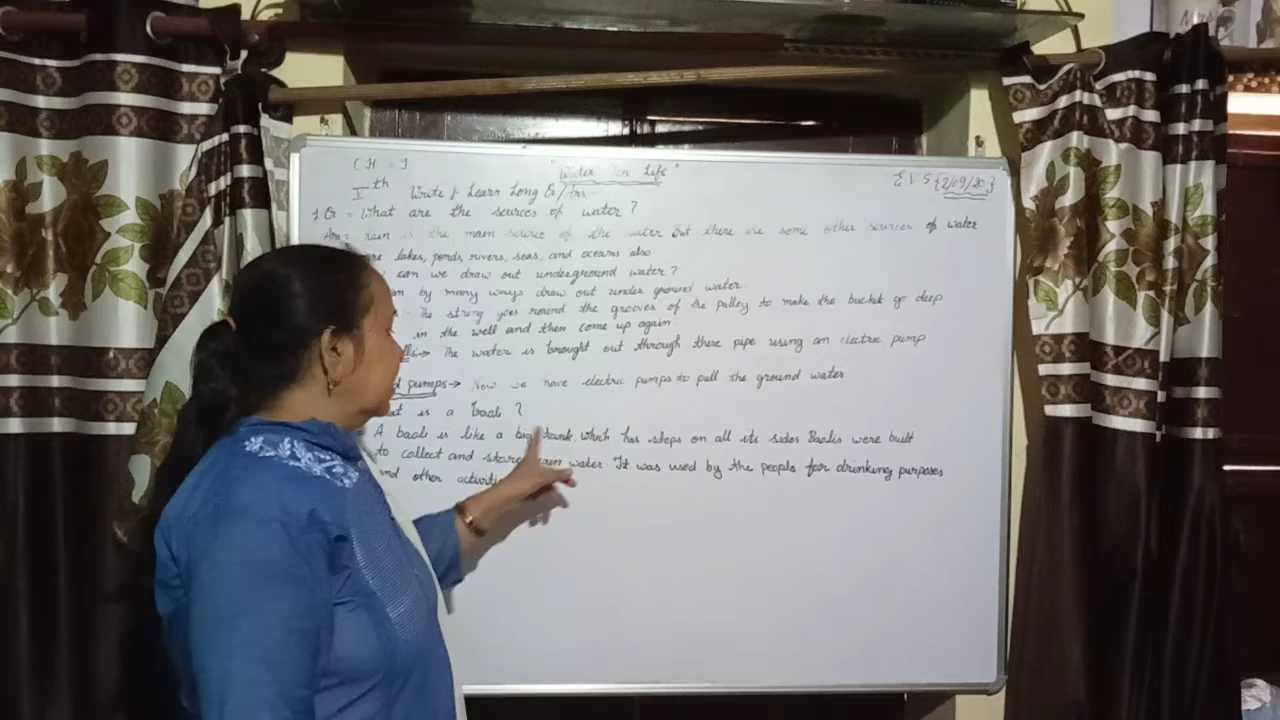 CH - 9 "Water for Life" E V S {2/09/20}
Vth Write & Learn Long Q/Ans
1 Q = What are the sources of water ?
Ans = rain is the main source of the water But there are some other sources of water
are lakes, ponds, rivers, seas, and oceans also
can we draw out underground water ?
by many ways draw out under ground water
- The string goes round the grooves of the pulley to make the bucket go deep
in the well and then come up again
→ The water is brought out through these pipe using an electric pump
pumps → Now we have electric pumps to pull the ground water
is a baoli ?
A baoli is like a big tank which has steps on all its sides Baolis were built
to collect and store rain water. It was used by the people for drinking purposes
and other